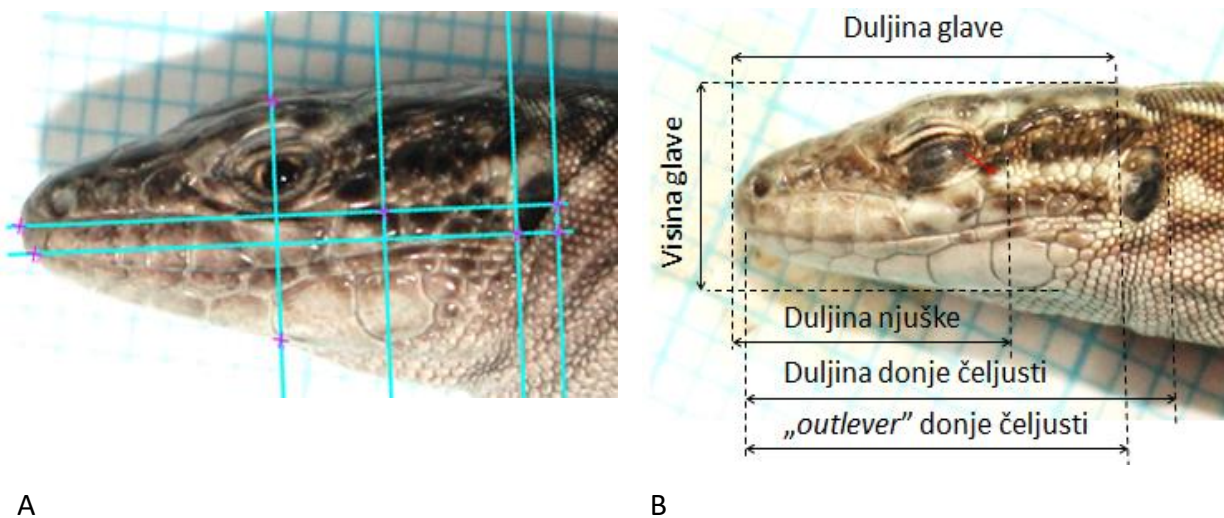 Duljina glave
Visina glave
Duljina njuške
Duljina donje čeljusti
„outlever” donje čeljusti
A
B